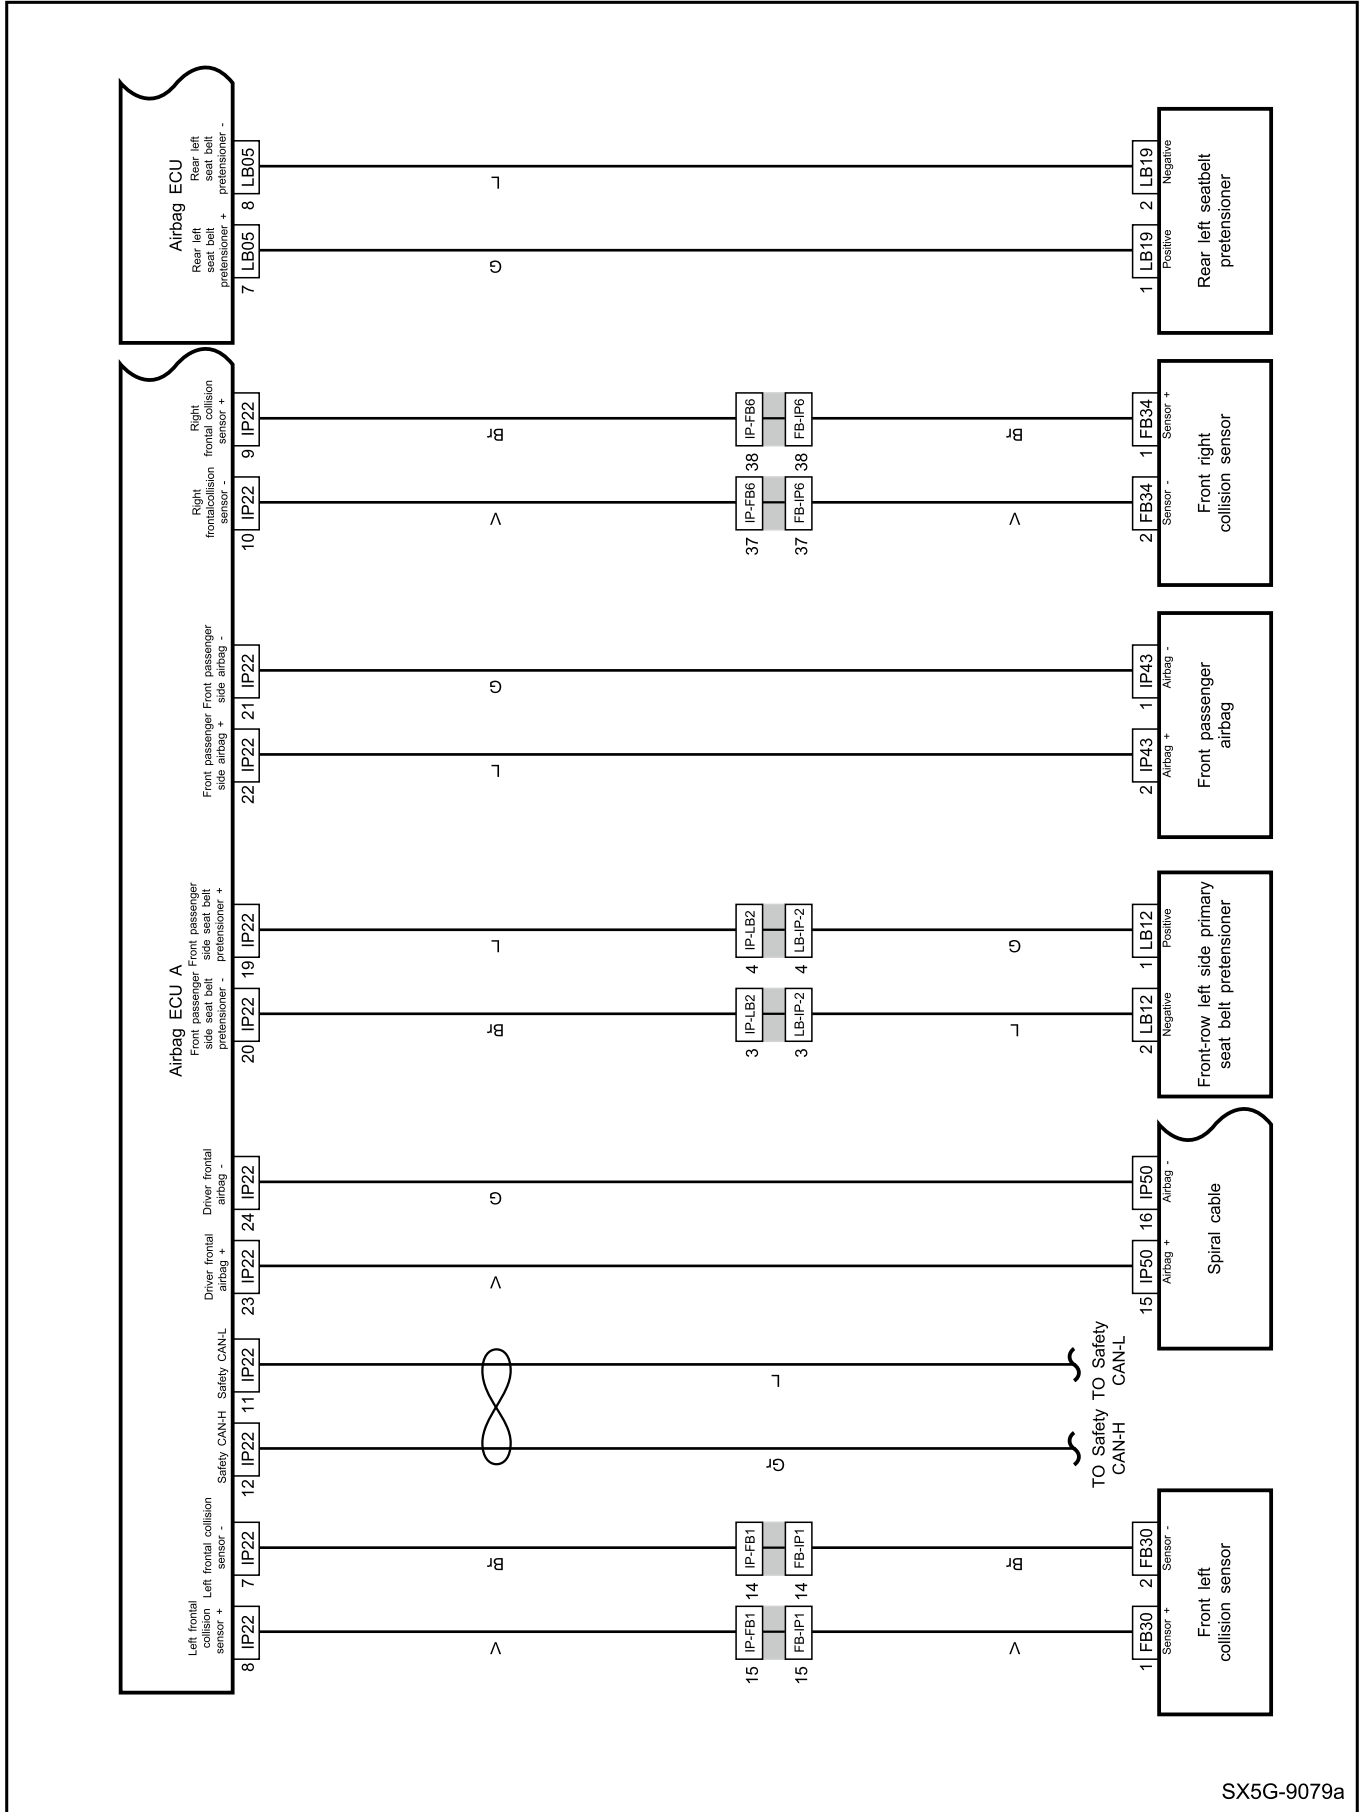 Airbag ECU
Rear left
seat belt
pretensioner -
8 LB05
L
2 LB19
Negative
Rear left
seat belt
pretensioner +
7 LB05
G
1 LB19
Positive
Rear left seatbelt
pretensioner
Airbag ECU A
Right
frontal collision
sensor +
9 IP22
Br
38 IP-FB6
38 FB-IP6
Br
1 FB34
Sensor +
Right
frontalcollision
sensor -
10 IP22
V
37 IP-FB6
37 FB-IP6
V
2 FB34
Sensor -
Front right
collision sensor
Front passenger
side airbag -
21 IP22
G
1 IP43
Airbag -
Front passenger
side airbag +
22 IP22
L
2 IP43
Airbag +
Front passenger
airbag
Front passenger
side seat belt
pretensioner +
19 IP22
L
4 IP-LB2
4 LB-IP-2
G
1 LB12
Positive
Front passenger
side seat belt
pretensioner -
20 IP22
Br
3 IP-LB2
3 LB-IP-2
L
2 LB12
Negative
Front-row left side primary
seat belt pretensioner
Driver frontal
airbag -
24 IP22
G
16 IP50
Airbag -
Driver frontal
airbag +
23 IP22
V
15 IP50
Airbag +
Spiral cable
Safety CAN-L
11 IP22
L
TO Safety
CAN-L
Safety CAN-H
12 IP22
Gr
TO Safety
CAN-H
Left frontal collision
sensor -
7 IP22
Br
14 IP-FB1
14 FB-IP1
Br
2 FB30
Sensor -
Left frontal
collision
sensor +
8 IP22
V
15 IP-FB1
15 FB-IP1
V
1 FB30
Sensor +
Front left
collision sensor
SX5G-9079a